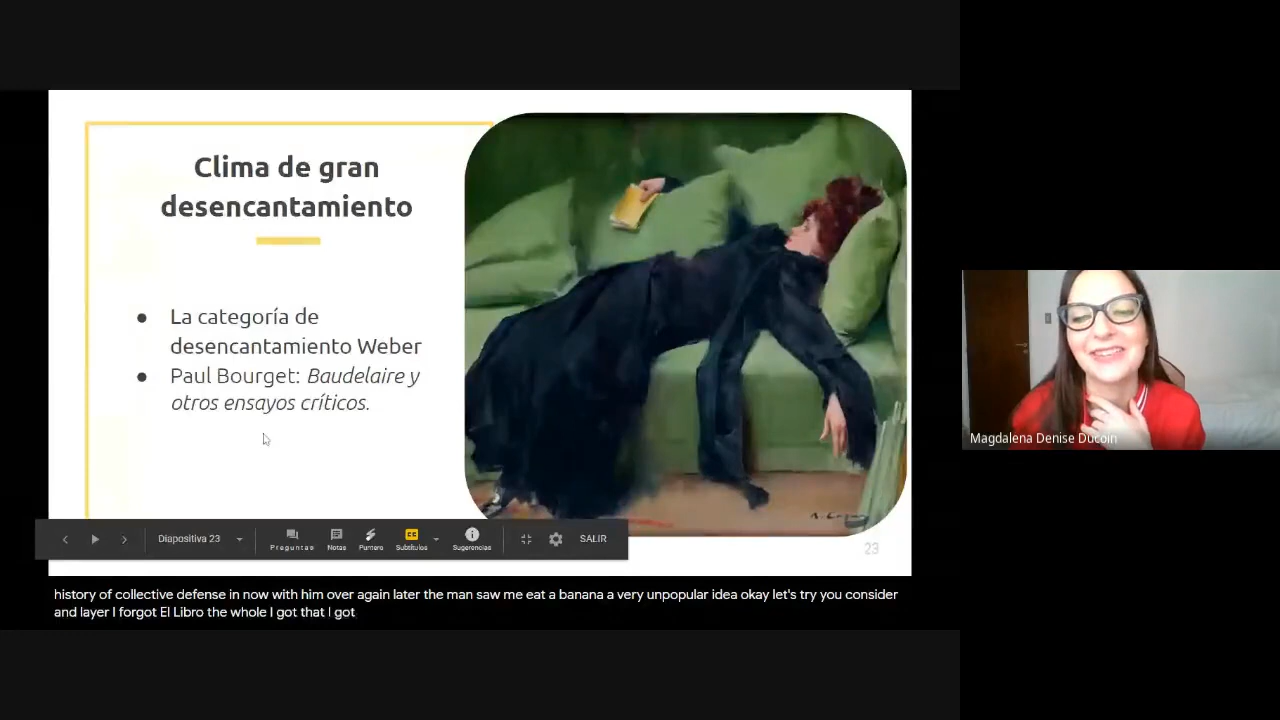 Clima de gran
desencantamiento
● La categoría de
desencantamiento Weber
● Paul Bourget: Baudelaire y
otros ensayos críticos.
23
Diapositiva 23
Preguntas
Notas
Puntero
Subtítulos
Sugerencias
SALIR
history of collective defense in now with him over again later the man saw me eat a banana a very unpopular idea okay let's try you consider
and layer I forgot El Libro the whole I got that I got
Magdalena Denise Ducoin